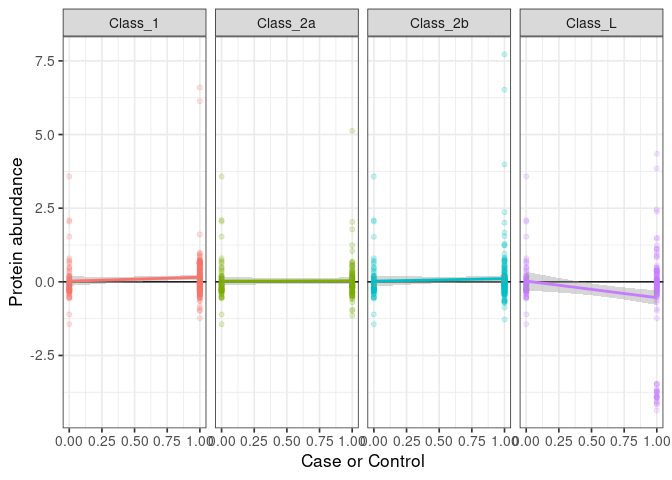 Class_1 Class_2a Class_2b Class_L
7.5
5.0
2.5
0.0
-2.5
Protein abundance
0.00 0.25 0.50 0.75 1.00 0.00 0.25 0.50 0.75 1.00 0.00 0.25 0.50 0.75 1.00 0.00 0.25 0.50 0.75 1.00
Case or Control